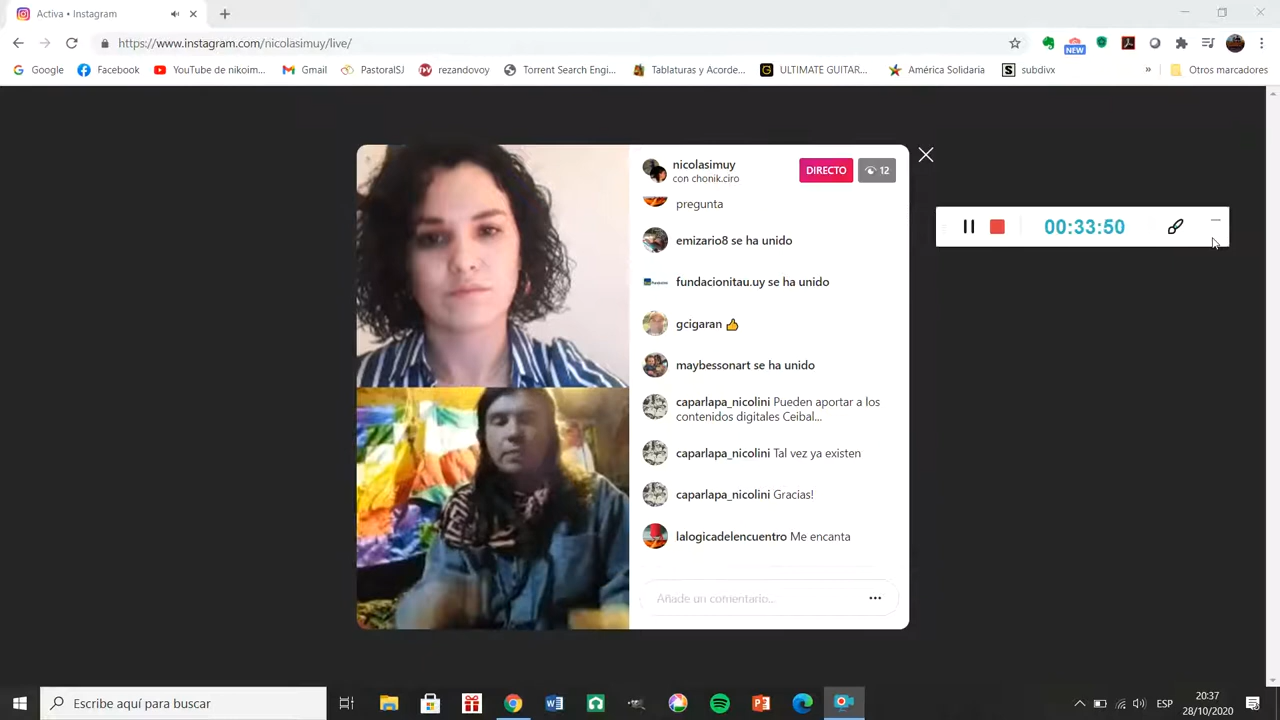 Activa • Instagram
https://www.instagram.com/nicolasimuy/live/
NEW
Google
Facebook
YouTube de nikoim...
Gmail
PastoralSJ
rezandovoy
Torrent Search Engi...
Tablaturas y Acorde...
ULTIMATE GUITAR...
América Solidaria
subdivx
»
Otros marcadores
nicolasimuy
con chonik.ciro
DIRECTO
12
pregunta
emizario8 se ha unido
fundacionitau.uy se ha unido
gcigaran 👍
maybessonart se ha unido
caparlapa_nicolini Pueden aportar a los
contenidos digitales Ceibal...
caparlapa_nicolini Tal vez ya existen
caparlapa_nicolini Gracias!
lalogicadelencuentro Me encanta
Añade un comentario...
00:33:50
Escribe aquí para buscar
ESP
20:37
28/10/2020